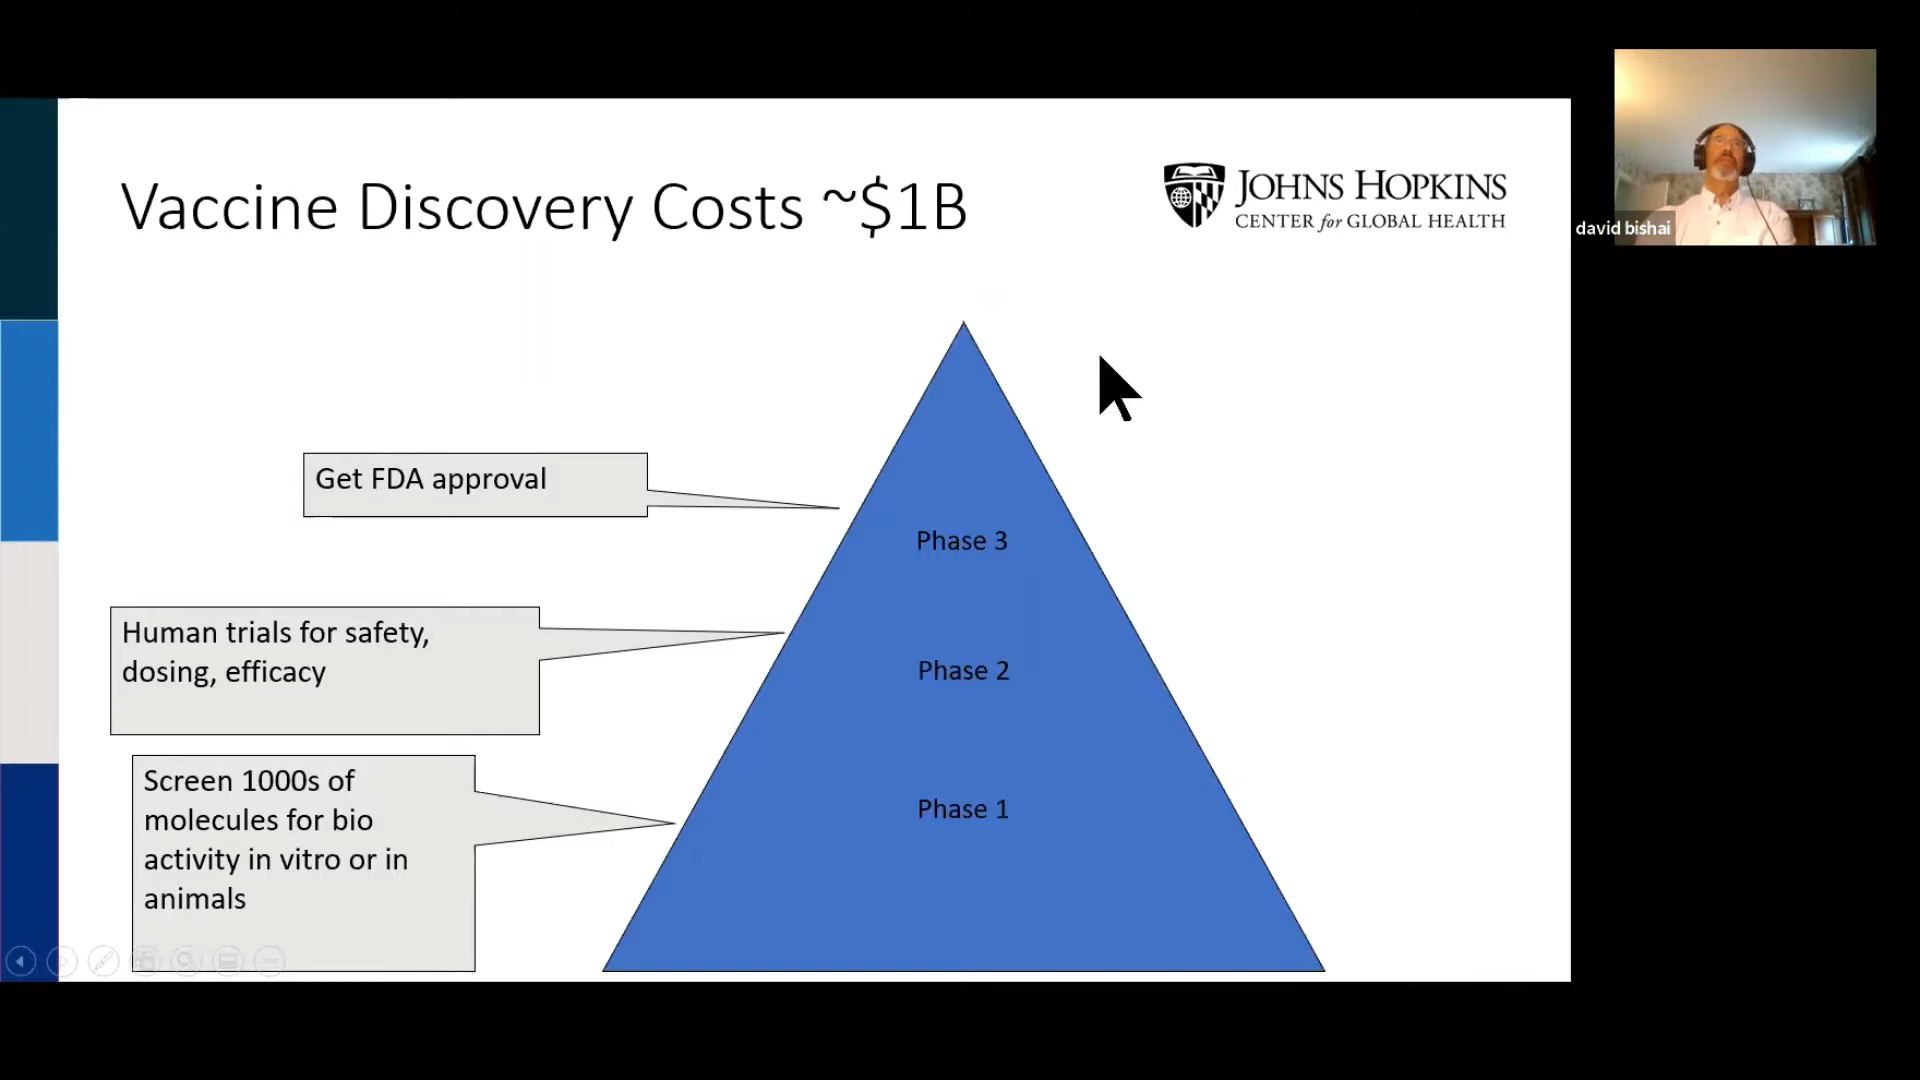 Vaccine Discovery Costs ~$1B
JOHNS HOPKINS
CENTER for GLOBAL HEALTH
david bishai
Get FDA approval
Phase 3
Human trials for safety,
dosing, efficacy
Phase 2
Screen 1000s of
molecules for bio
activity in vitro or in
animals
Phase 1